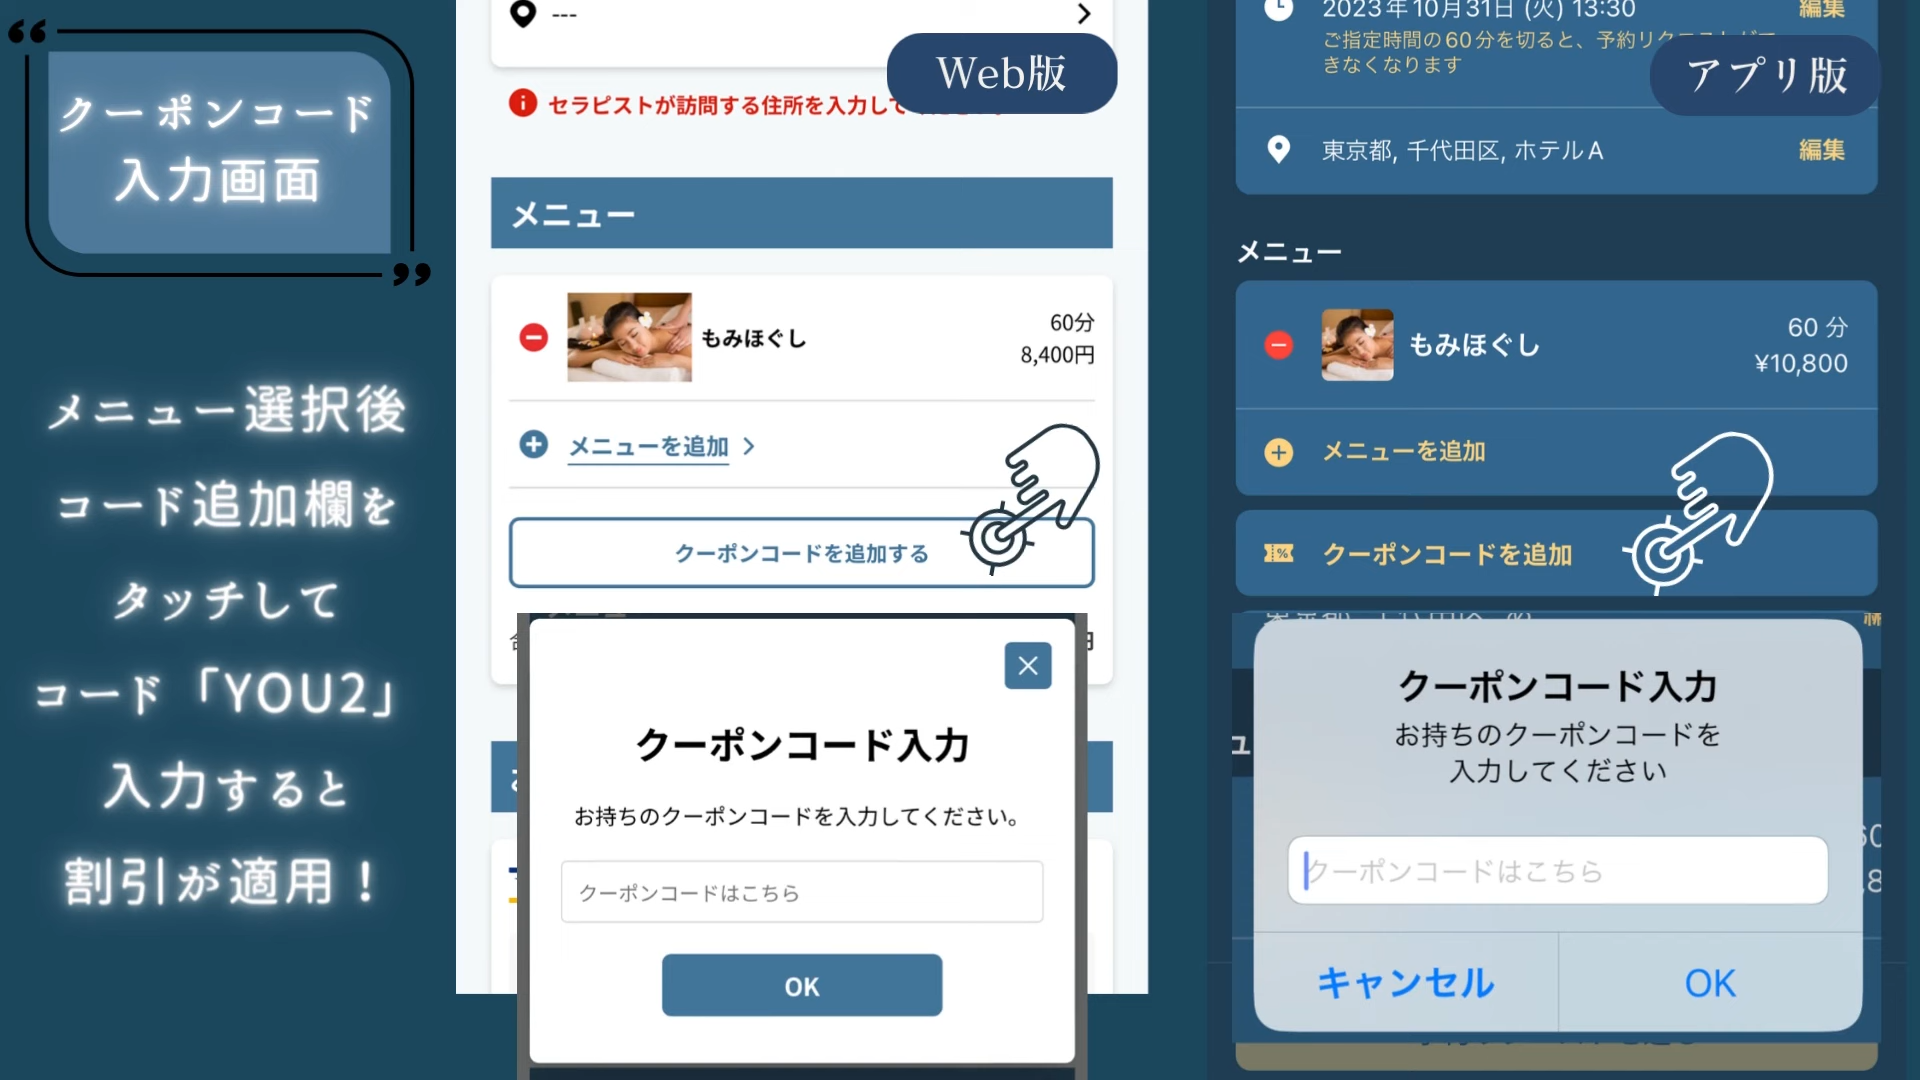 クーポンコード
入力画面
メニュー選択後
コード追加欄を
タッチして
コード「YOU2」
入力すると
割引が適用！
---
Web版
セラピストが訪問する住所を入力して
メニュー
もみほぐし
60分
8,400円
メニューを追加
クーポンコードを追加する
クーポンコード入力
お持ちのクーポンコードを入力してください。
クーポンコードはこちら
OK
2023年10月31日 (火) 13:30
編集
ご指定時間の60分を切ると、予約リクエストがで
きなくなります
アプリ版
東京都, 千代田区, ホテルA
編集
メニュー
もみほぐし
60 分
¥10,800
メニューを追加
クーポンコードを追加
クーポンコード入力
お持ちのクーポンコードを
入力してください
クーポンコードはこちら
キャンセル
OK